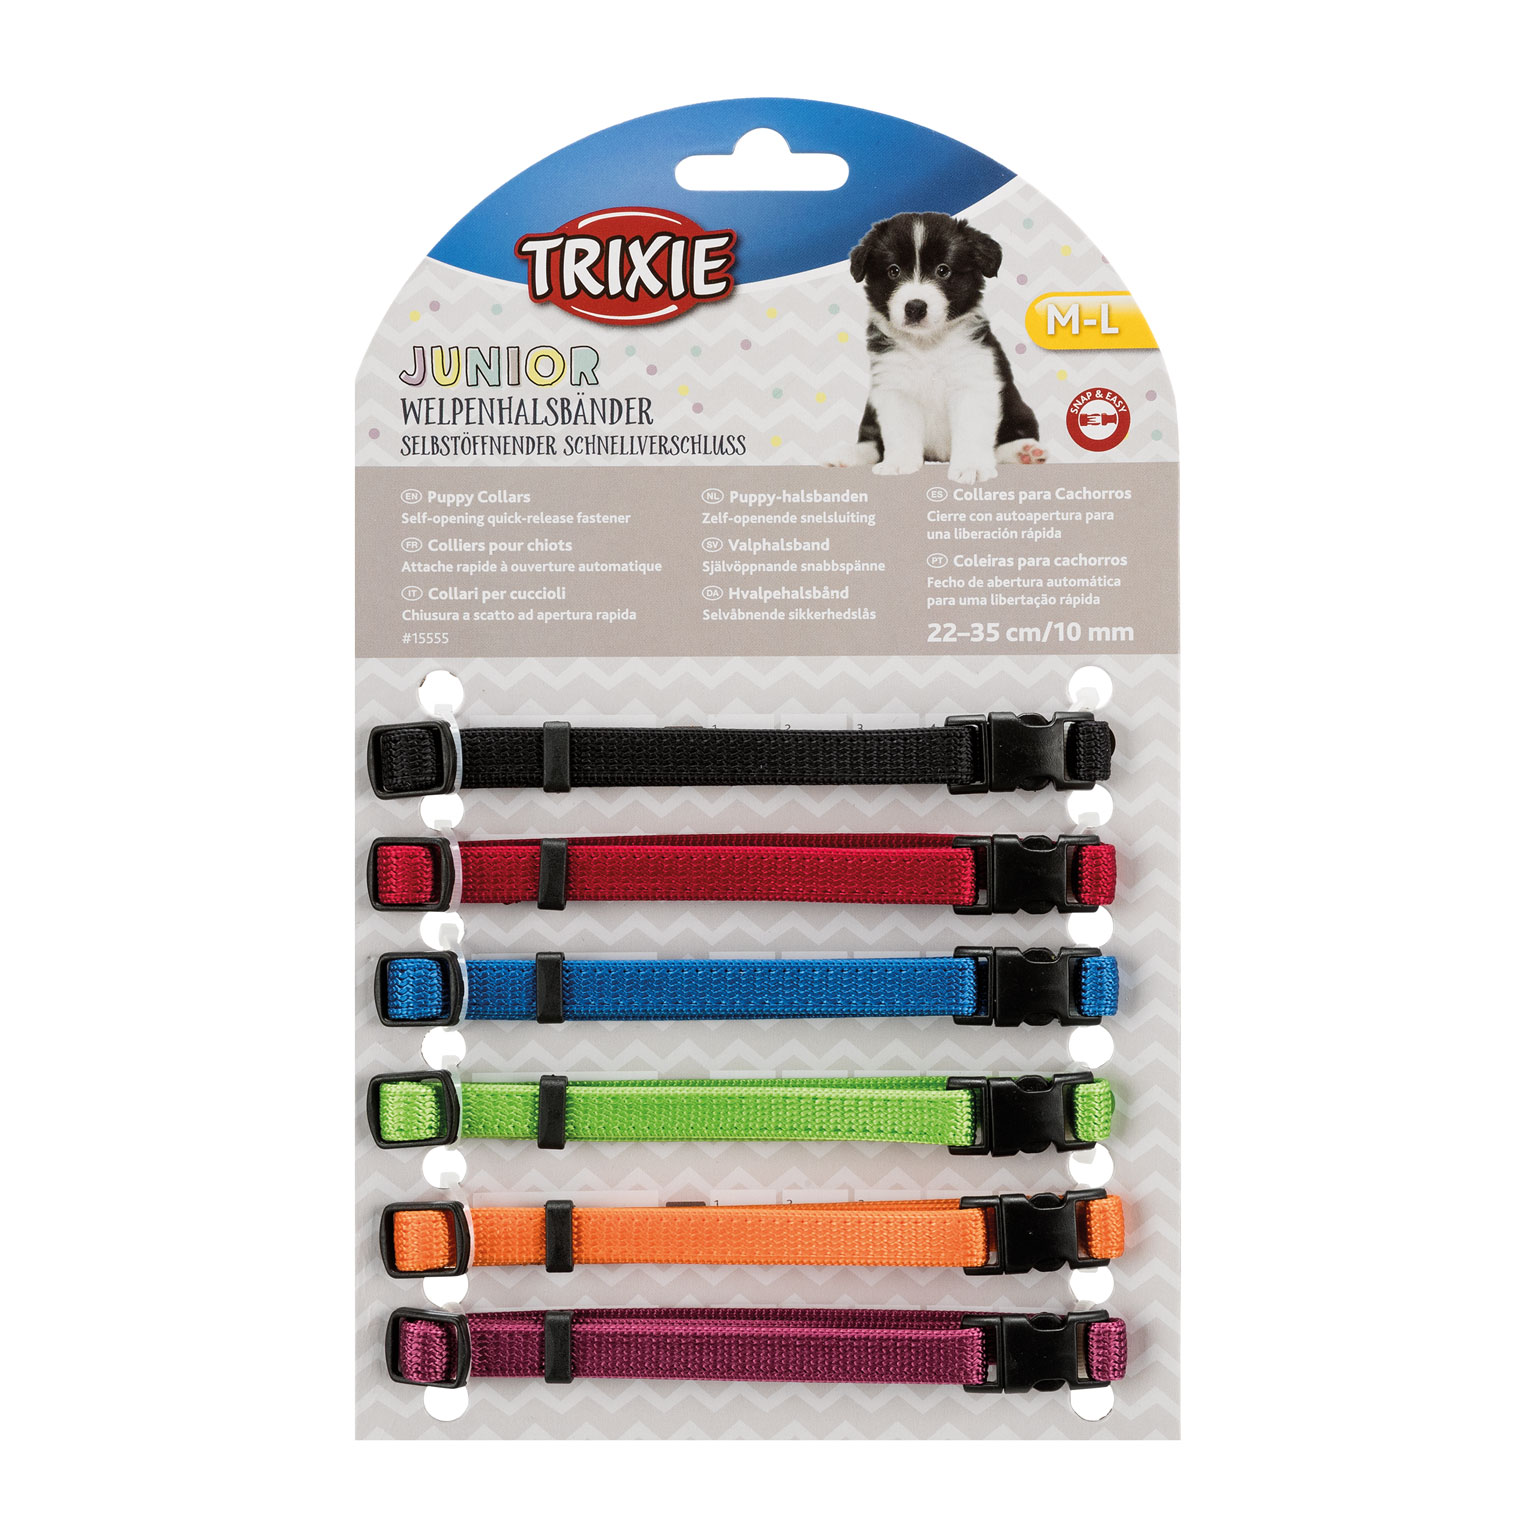 TRIXIE
M-L
JUNIOR
SNAP & EASY
WELPENHALSBÄNDER
SELBSTÖFFNENDER SCHNELLVERSCHLUSS
EN Puppy Collars
Self-opening quick-release fastener
FR Colliers pour chiots
Attache rapide à ouverture automatique
IT Collari per cuccioli
Chiusura a scatto ad apertura rapida
#15555
NL Puppy-halsbanden
Zelf-openende snelsluiting
SV Valphalsband
Självöppnande snabbspänne
DA Hvalpehalsbånd
Selvåbnende sikkerhedslås
ES Collares para Cachorros
Cierre con autoapertura para
una liberación rápida
PT Coleiras para cachorros
Fecho de abertura automática
para uma libertação rápida
22–35 cm/10 mm